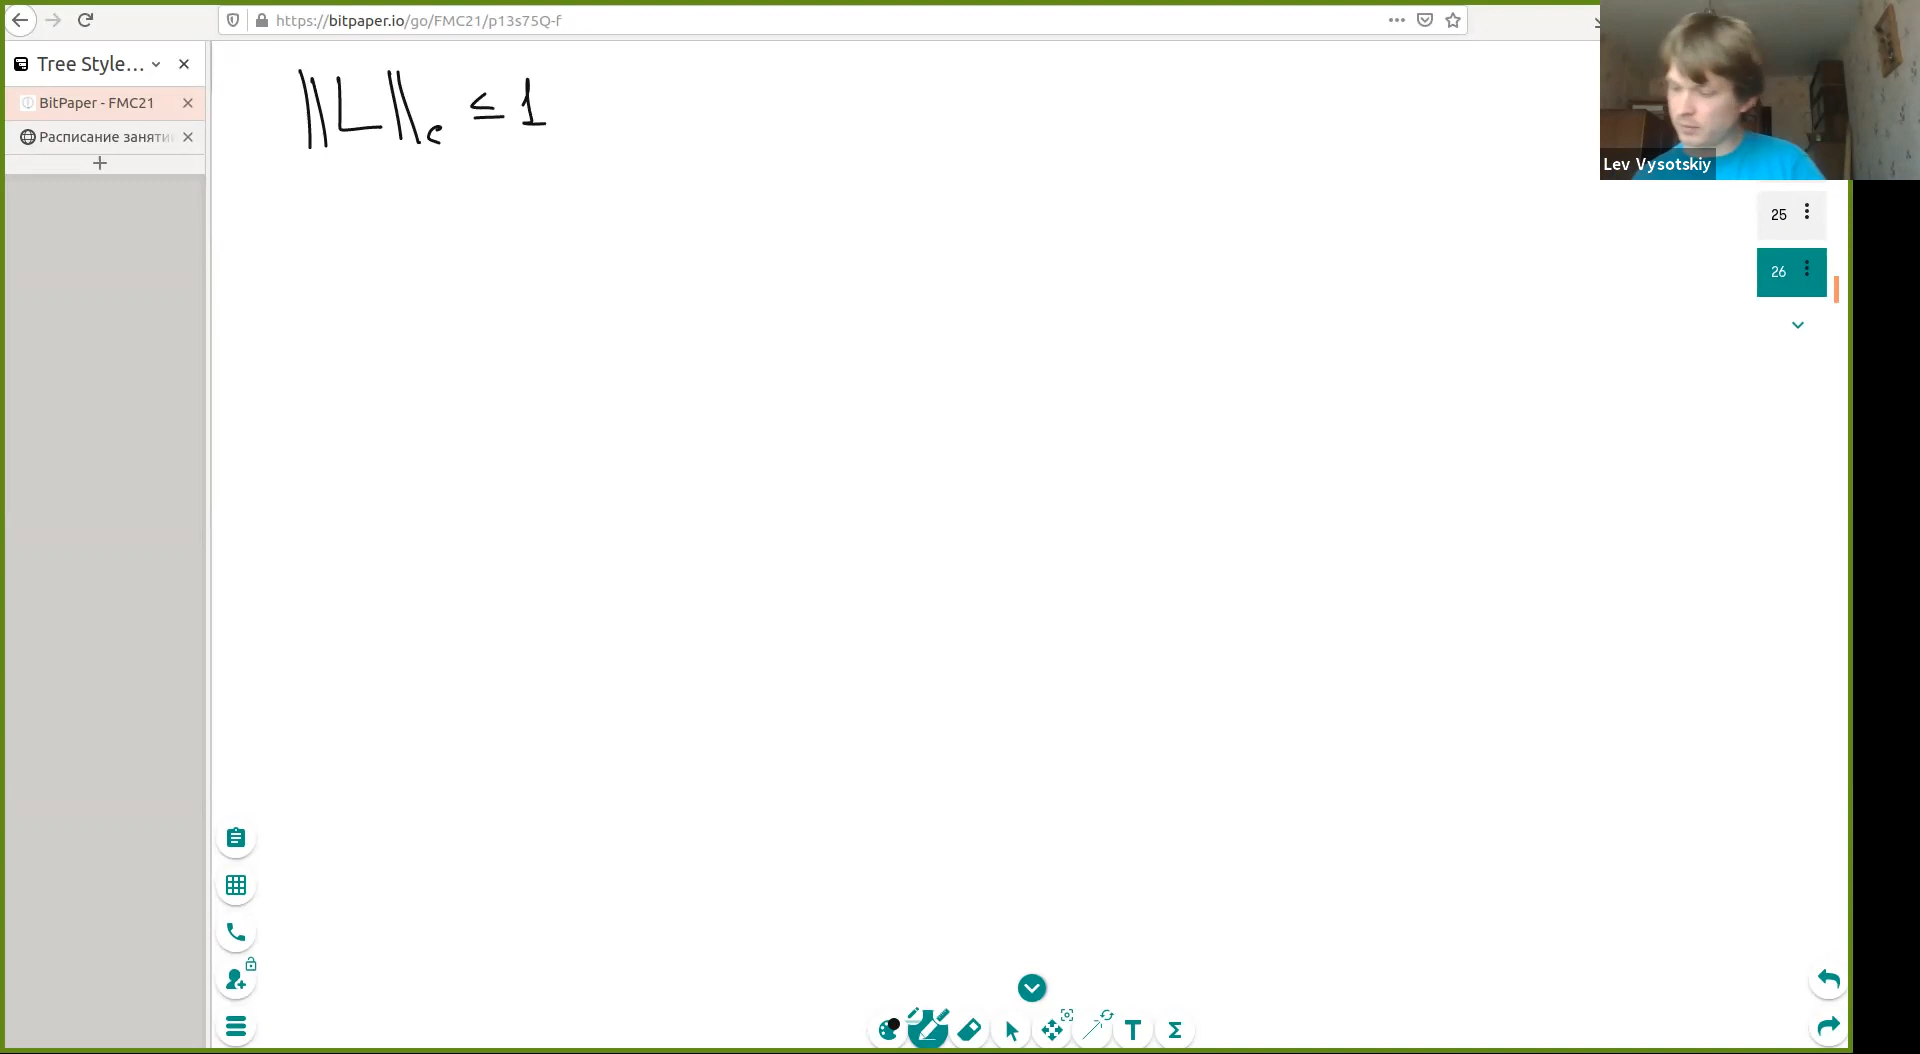 https://bitpaper.io/go/FMC21/p13s75Q-f
Tree Style...
BitPaper - FMC21
Расписание заняти
‖L‖c ≤ 1
Lev Vysotskiy
25
26
T
Σ